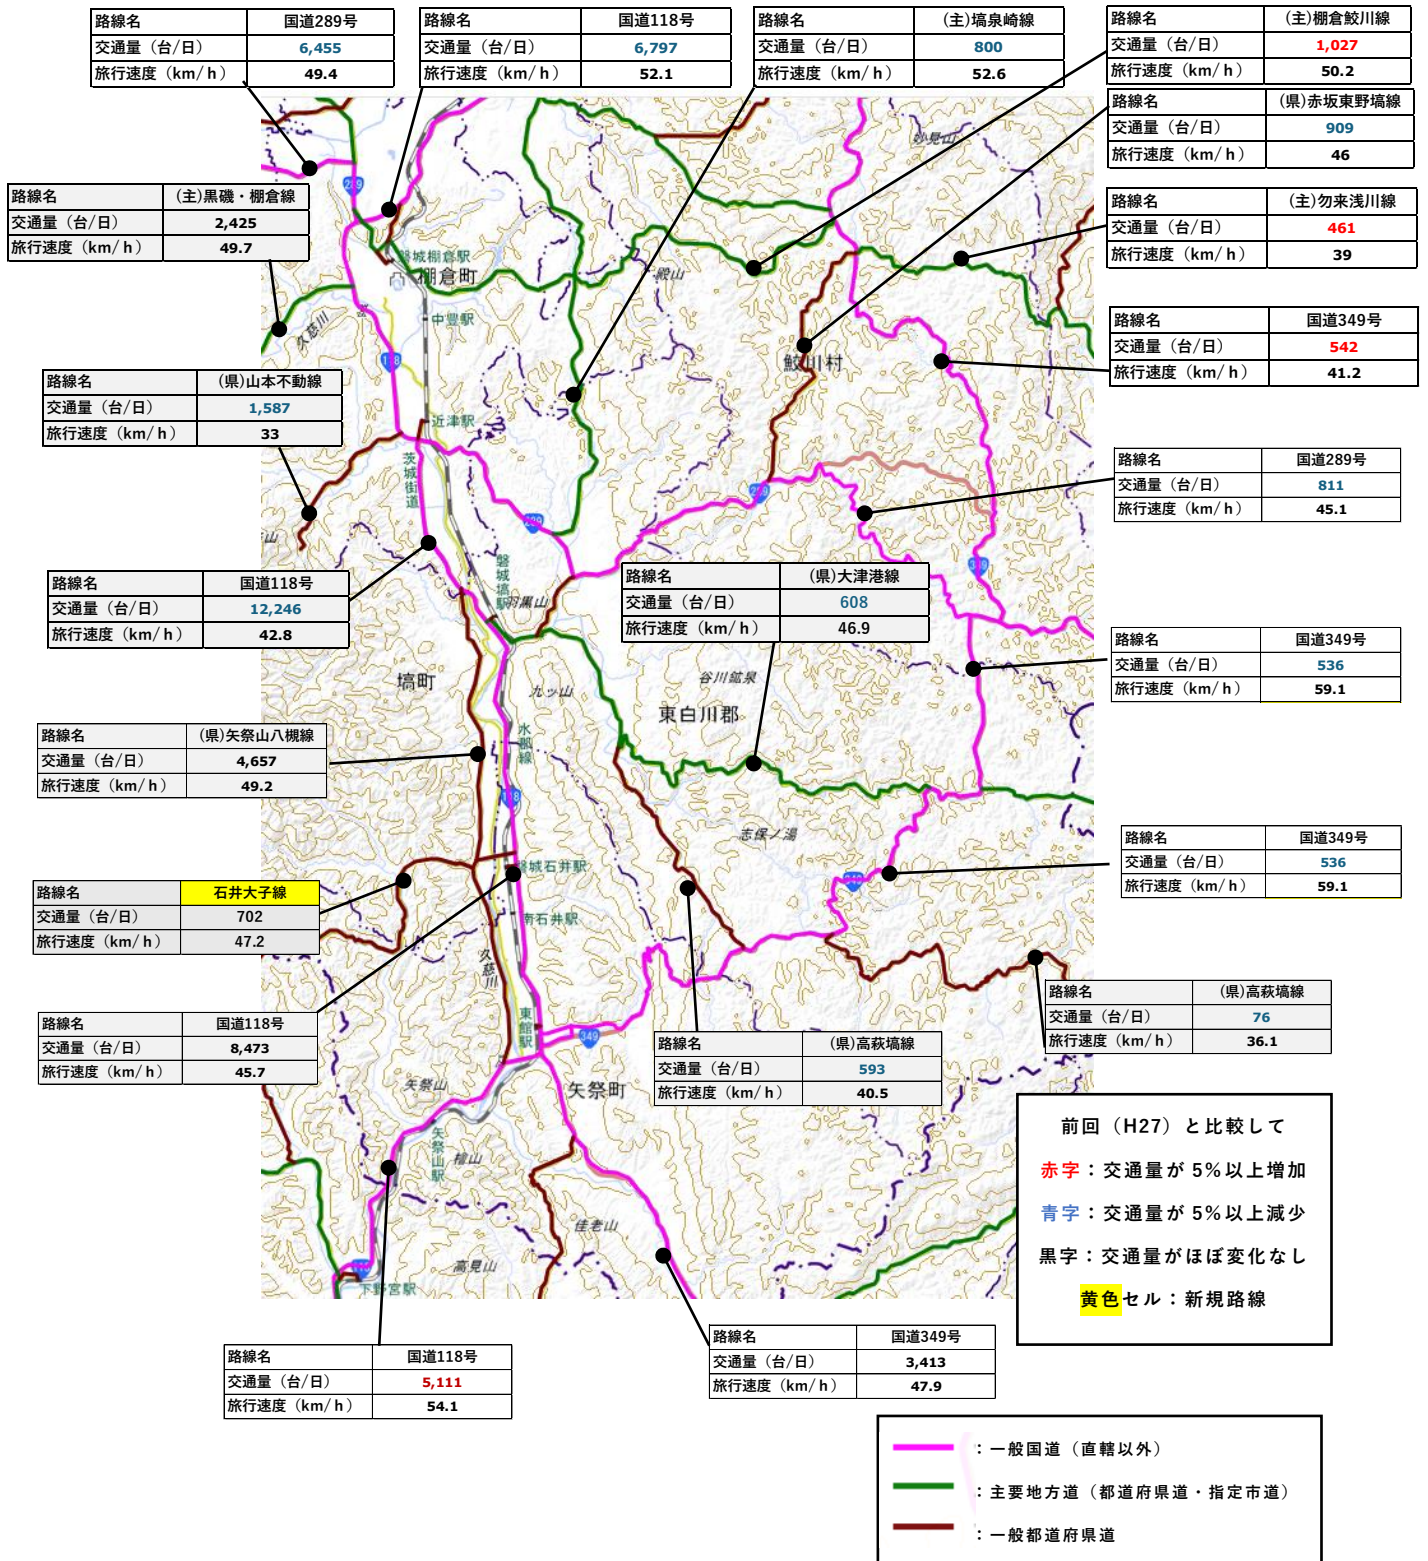 路線名 国道289号
交通量（台/日） 6,455
旅行速度（km/h） 49.4
路線名 国道118号
交通量（台/日） 6,797
旅行速度（km/h） 52.1
路線名 (主)塙泉崎線
交通量（台/日） 800
旅行速度（km/h） 52.6
路線名 (主)棚倉鮫川線
交通量（台/日） 1,027
旅行速度（km/h） 50.2
路線名 (県)赤坂東野塙線
交通量（台/日） 909
旅行速度（km/h） 46
路線名 (主)黒磯・棚倉線
交通量（台/日） 2,425
旅行速度（km/h） 49.7
路線名 (主)勿来浅川線
交通量（台/日） 461
旅行速度（km/h） 39
路線名 国道349号
交通量（台/日） 542
旅行速度（km/h） 41.2
路線名 (県)山本不動線
交通量（台/日） 1,587
旅行速度（km/h） 33
路線名 国道289号
交通量（台/日） 811
旅行速度（km/h） 45.1
路線名 国道118号
交通量（台/日） 12,246
旅行速度（km/h） 42.8
路線名 (県)大津港線
交通量（台/日） 608
旅行速度（km/h） 46.9
路線名 国道349号
交通量（台/日） 536
旅行速度（km/h） 59.1
路線名 (県)矢祭山八槻線
交通量（台/日） 4,657
旅行速度（km/h） 49.2
路線名 国道349号
交通量（台/日） 536
旅行速度（km/h） 59.1
路線名 石井大子線
交通量（台/日） 702
旅行速度（km/h） 47.2
路線名 国道118号
交通量（台/日） 8,473
旅行速度（km/h） 45.7
路線名 (県)高萩塙線
交通量（台/日） 593
旅行速度（km/h） 40.5
路線名 (県)高萩塙線
交通量（台/日） 76
旅行速度（km/h） 36.1
路線名 国道118号
交通量（台/日） 5,111
旅行速度（km/h） 54.1
路線名 国道349号
交通量（台/日） 3,413
旅行速度（km/h） 47.9
妙見山
289
磐城棚倉駅
棚倉町
殿山
中豊駅
久慈川
鮫川村
近津駅
茨城街道
磐城塙駅
羽黒山
塙町
九ッ山
谷川鉱泉
東白川郡
水郡線
志保ノ湯
磐城石井駅
南石井駅
久慈川
東館駅
349
矢祭町
矢祭山
矢祭山駅
檜山
佳老山
高見山
下野宮駅
前回（H27）と比較して
赤字：交通量が 5%以上増加
青字：交通量が 5%以上減少
黒字：交通量がほぼ変化なし
黄色セル：新規路線
：一般国道（直轄以外）
：主要地方道（都道府県道・指定市道）
：一般都道府県道